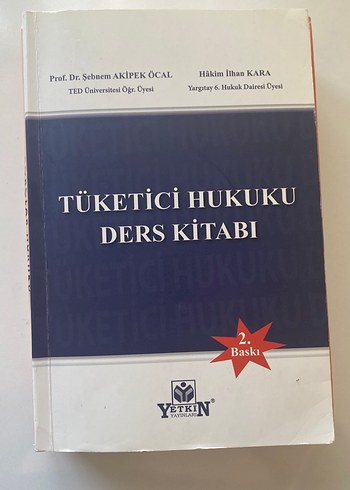 Prof. Dr. Şebnem AKİPEK ÖCAL
TED Üniversitesi Öğr. Üyesi
Hâkim İlhan KARA
Yargıtay 6. Hukuk Dairesi Üyesi
TÜKETİCİ HUKUKU
DERS KİTABI
2.
Baskı
YETKİN
YAYINLARI